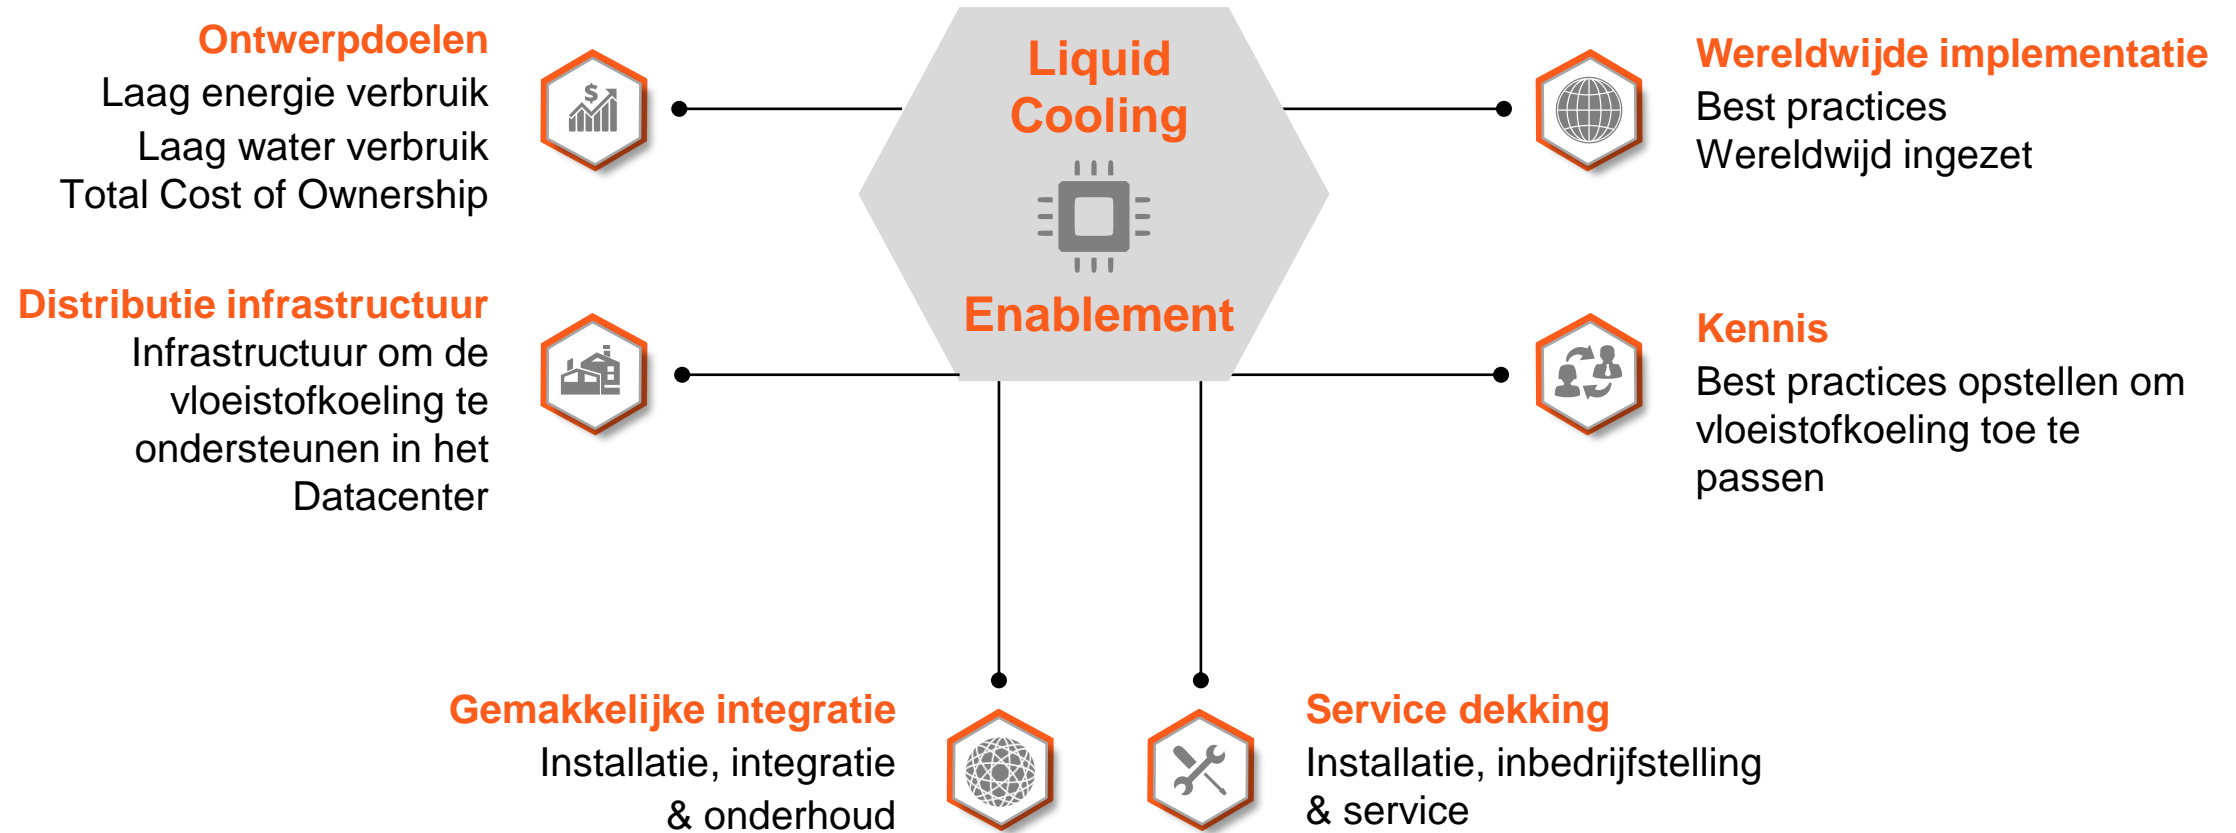 Liquid
Cooling
Enablement
Ontwerpdoelen
Laag energie verbruik
Laag water verbruik
Total Cost of Ownership
Distributie infrastructuur
Infrastructuur om de
vloeistofkoeling te
ondersteunen in het
Datacenter
Wereldwijde implementatie
Best practices
Wereldwijd ingezet
Kennis
Best practices opstellen om
vloeistofkoeling toe te
passen
Gemakkelijke integratie
Installatie, integratie
& onderhoud
Service dekking
Installatie, inbedrijfstelling
& service
$